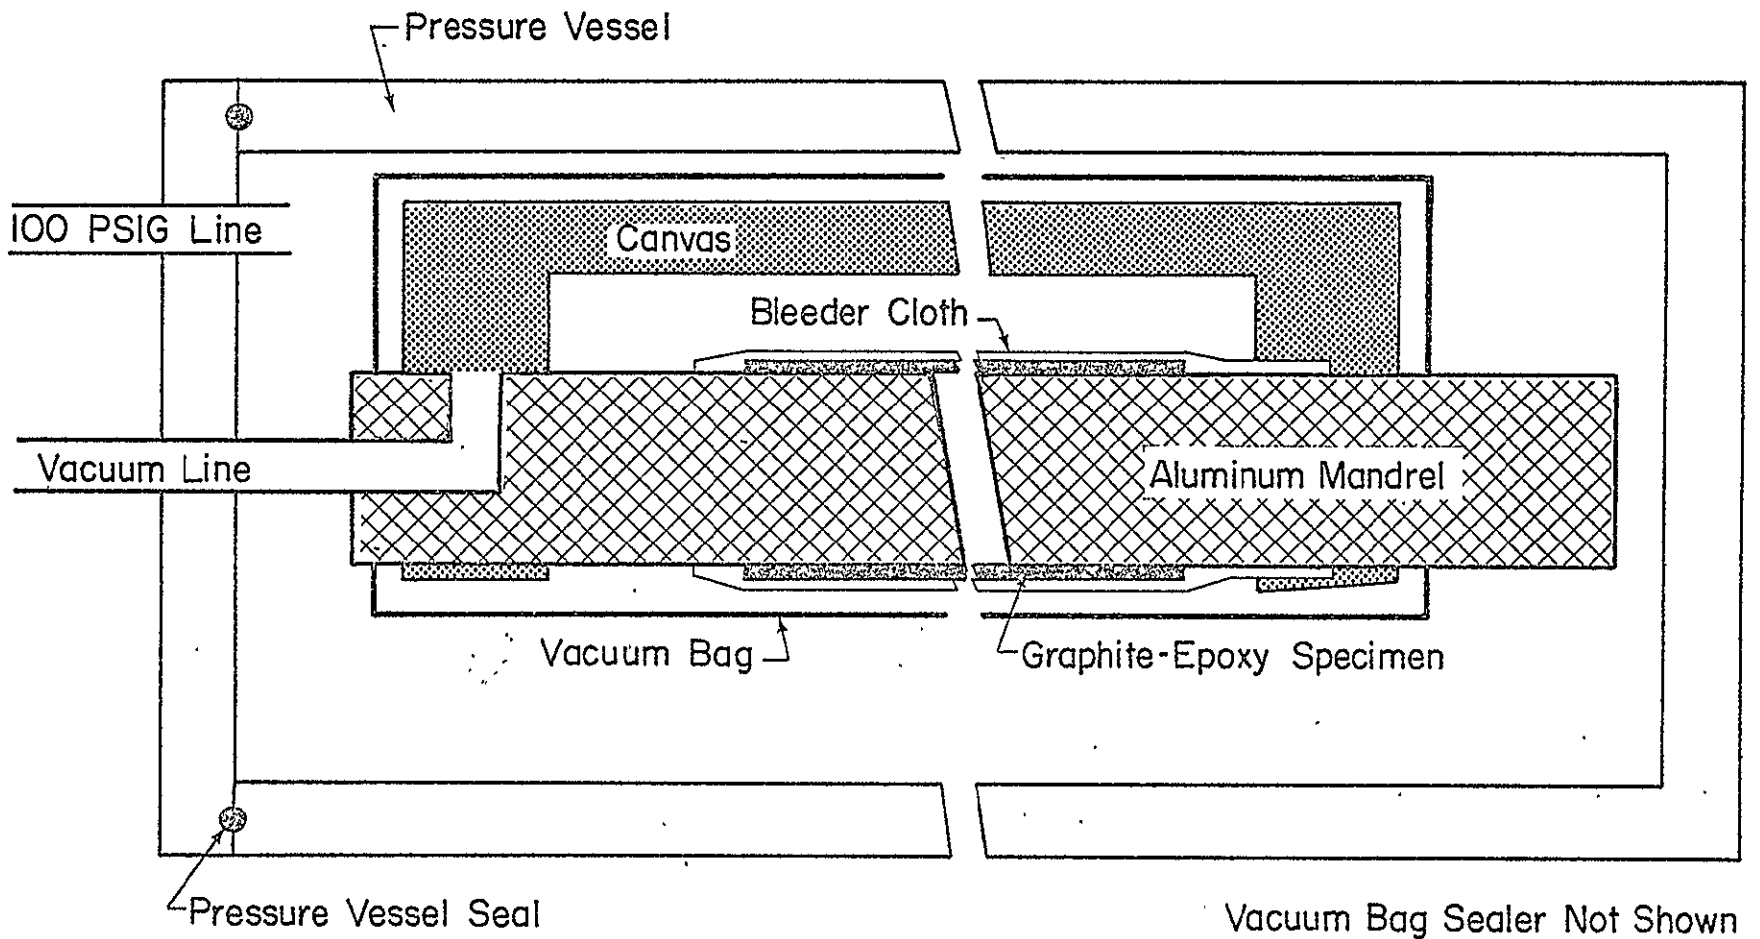 Pressure Vessel
100 PSIG Line
Canvas
Bleeder Cloth
Vacuum Line
Aluminum Mandrel
Vacuum Bag
Graphite-Epoxy Specimen
Pressure Vessel Seal
Vacuum Bag Sealer Not Shown